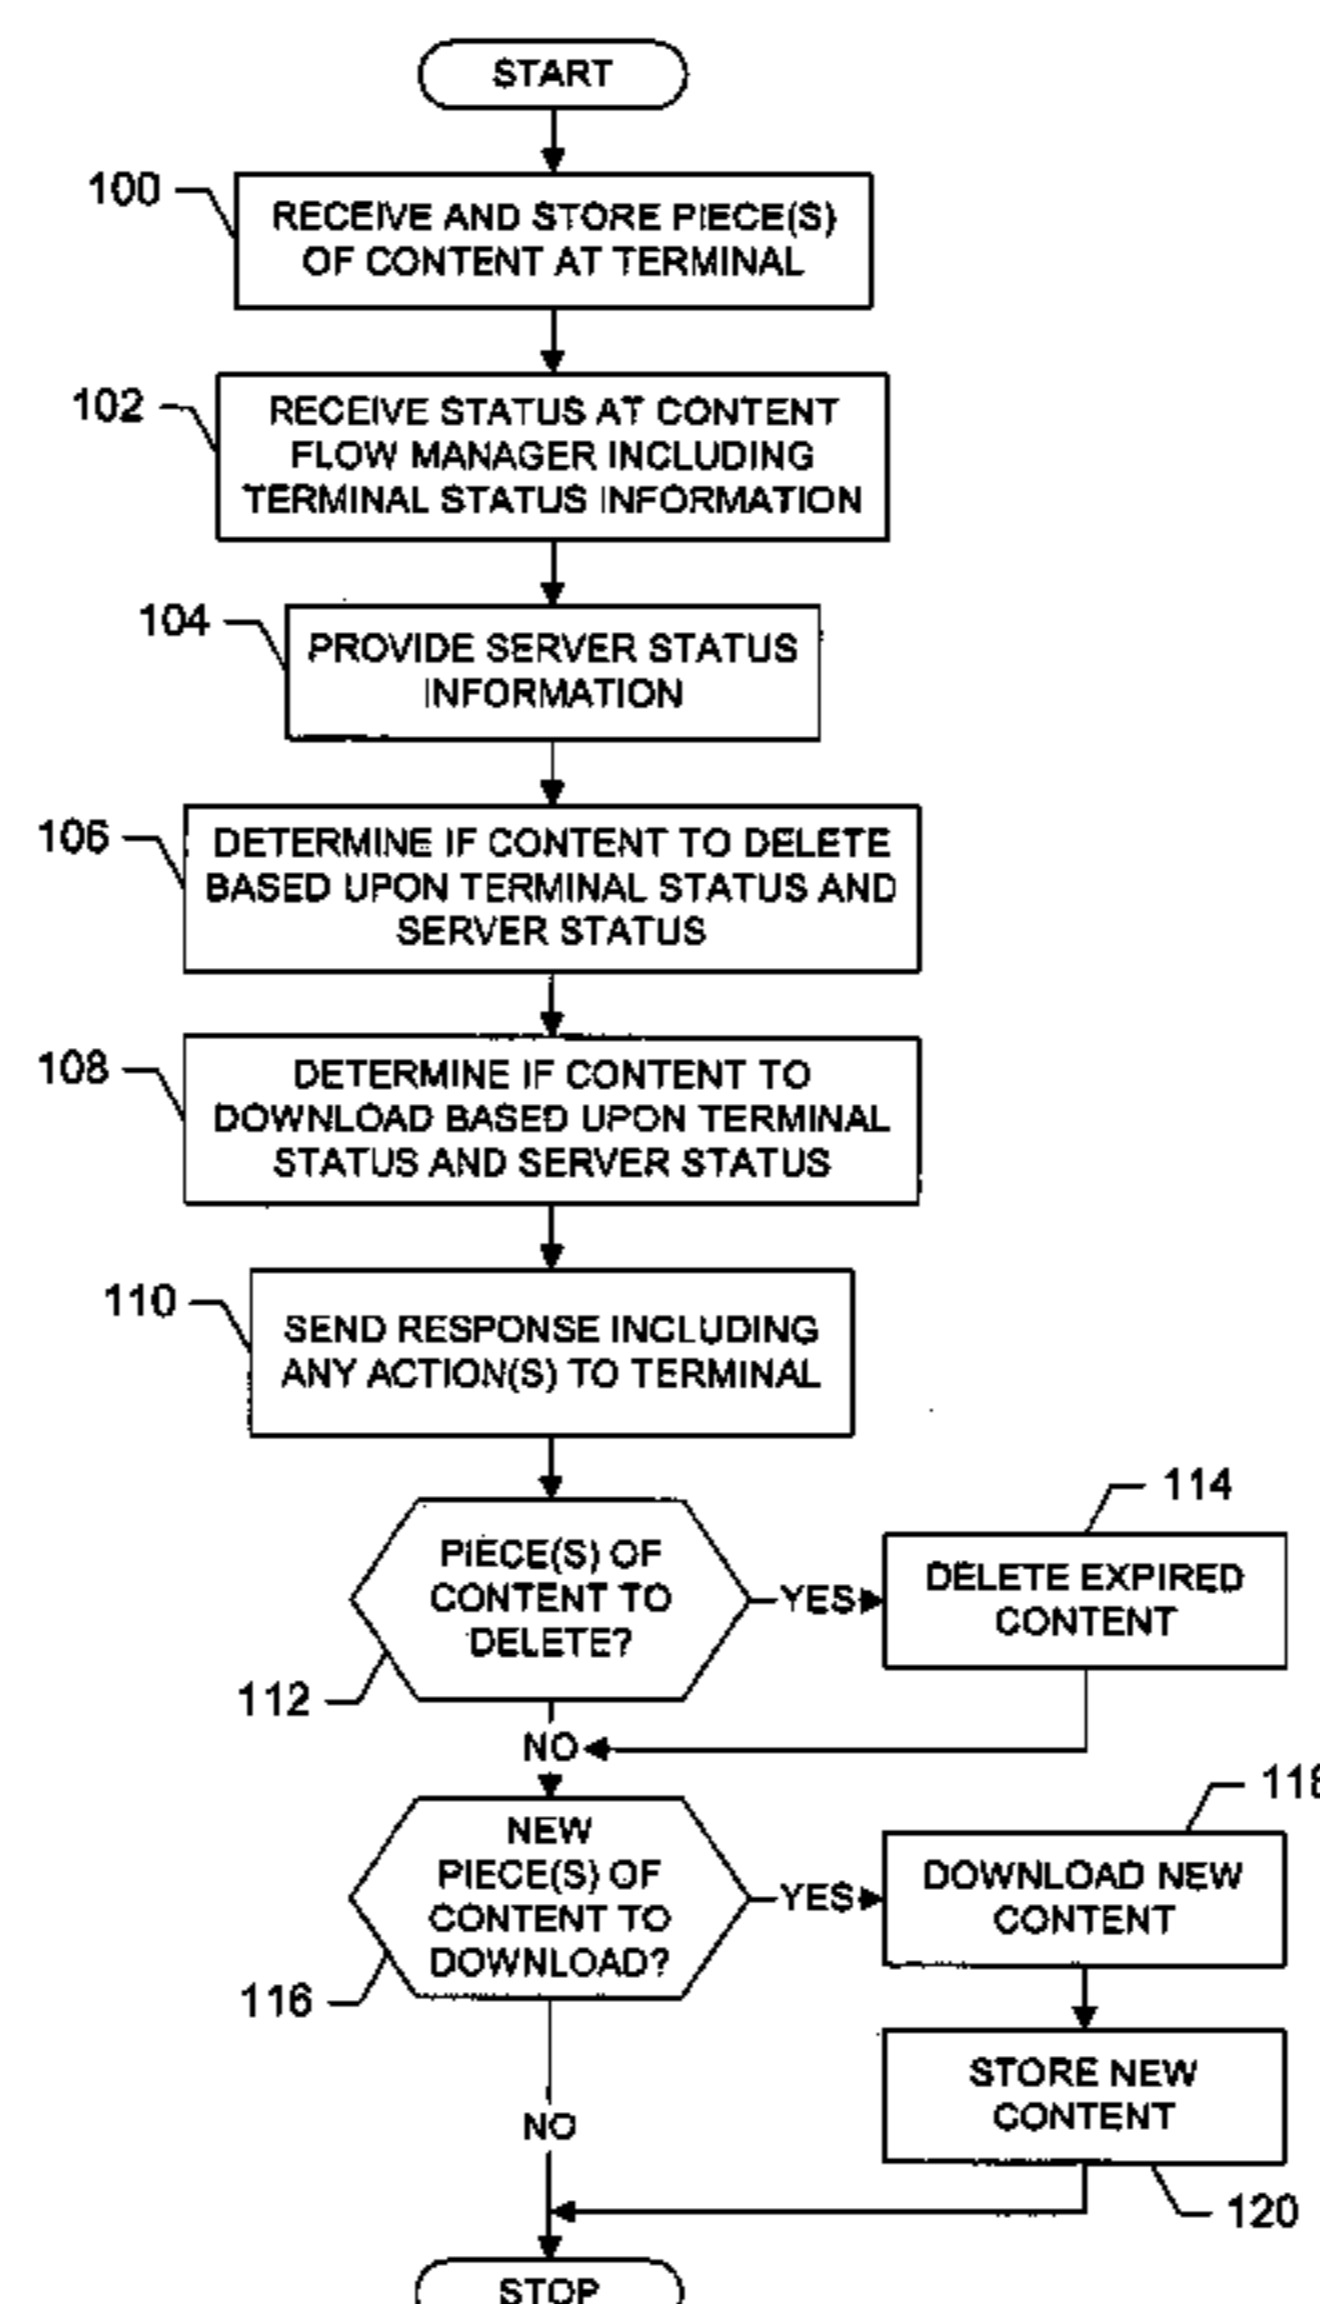 START
100
RECEIVE AND STORE PIECE(S)
OF CONTENT AT TERMINAL
102
RECEIVE STATUS AT CONTENT
FLOW MANAGER INCLUDING
TERMINAL STATUS INFORMATION
104
PROVIDE SERVER STATUS
INFORMATION
106
DETERMINE IF CONTENT TO DELETE
BASED UPON TERMINAL STATUS AND
SERVER STATUS
108
DETERMINE IF CONTENT TO
DOWNLOAD BASED UPON TERMINAL
STATUS AND SERVER STATUS
110
SEND RESPONSE INCLUDING
ANY ACTION(S) TO TERMINAL
114
PIECE(S) OF
CONTENT TO
DELETE?
YES
DELETE EXPIRED
CONTENT
112
NO
118
NEW
PIECE(S) OF
CONTENT TO
DOWNLOAD?
YES
DOWNLOAD NEW
CONTENT
116
STORE NEW
CONTENT
NO
120
STOP